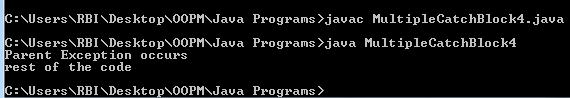 C:\Users\RBI\Desktop\OOPM\Java Programs>javac MultipleCatchBlock4.java
C:\Users\RBI\Desktop\OOPM\Java Programs>java MultipleCatchBlock4
Parent Exception occurs
rest of the code
C:\Users\RBI\Desktop\OOPM\Java Programs>